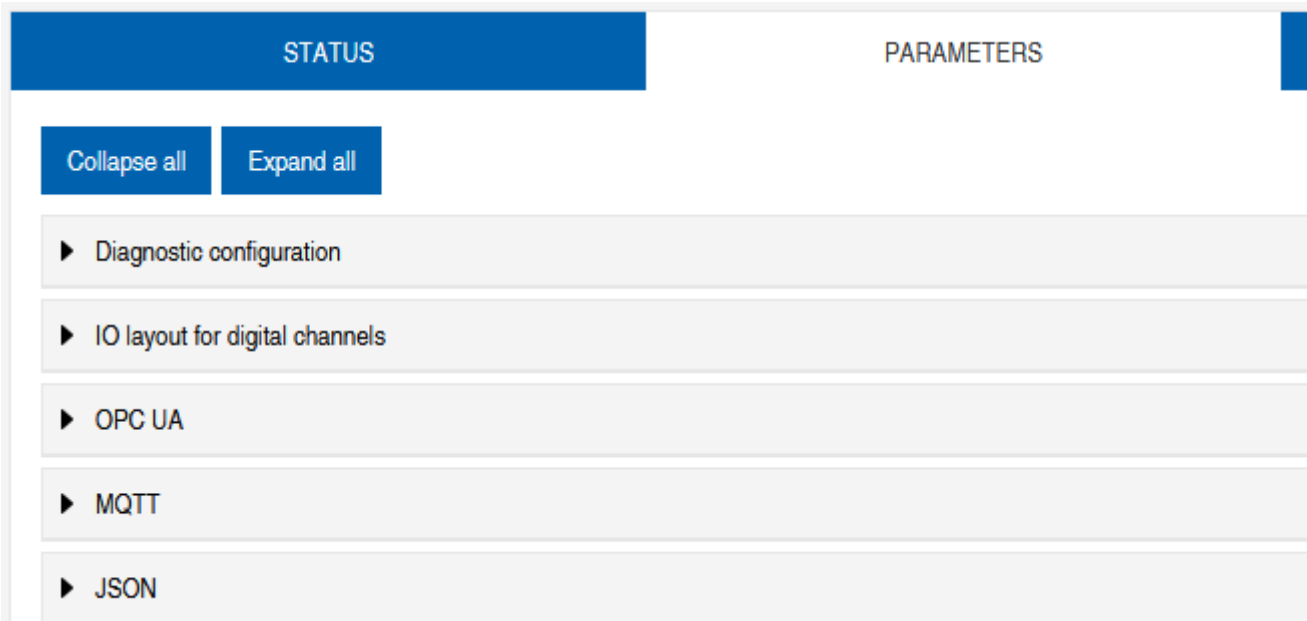 STATUS PARAMETERS
Collapse all Expand all
Diagnostic configuration
IO layout for digital channels
OPC UA
MQTT
JSON